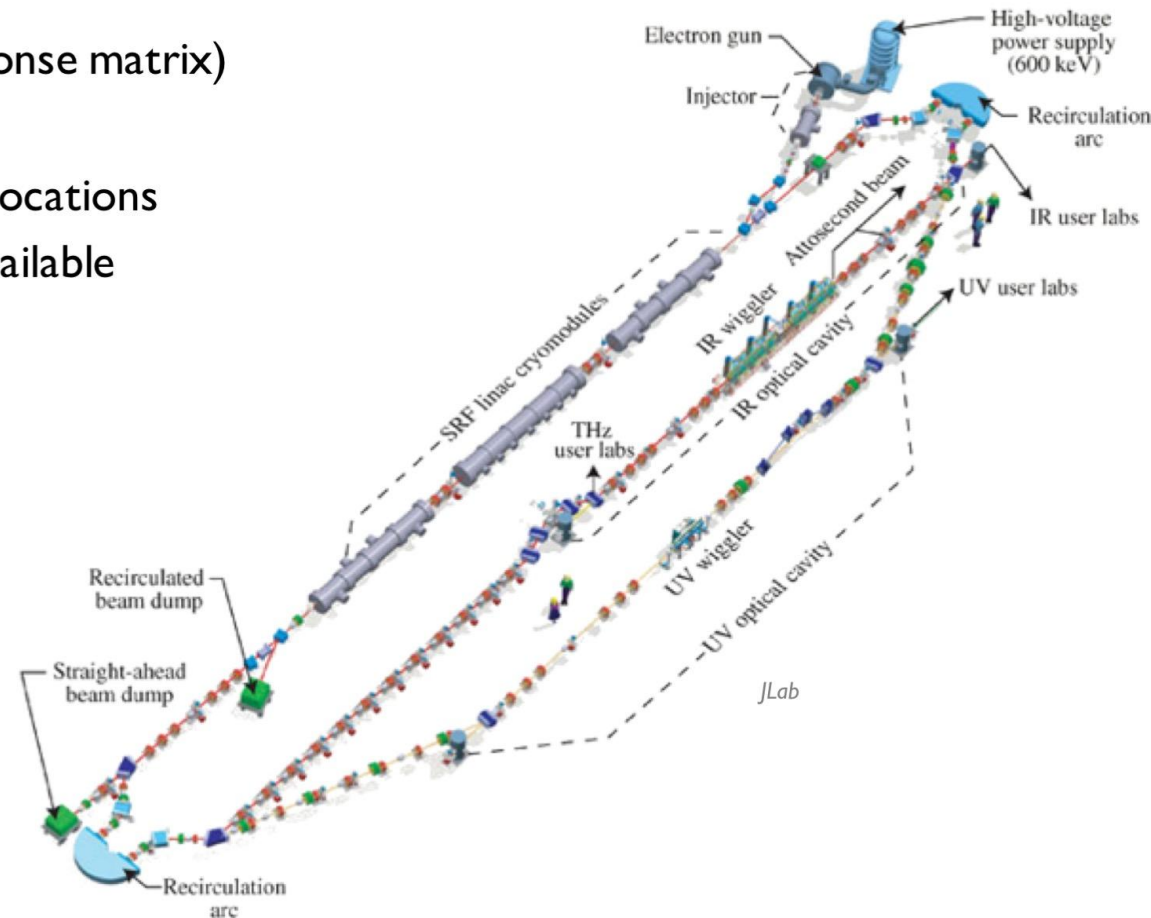 onse matrix)
ocations
ailable
Electron gun
High-voltage
power supply
(600 keV)
Injector
Recirculation
arc
Attosecond beam
IR user labs
UV user labs
IR wiggler
IR optical cavity
SRF linac cryomodules
THz
user labs
UV wiggler
UV optical cavity
Recirculated
beam dump
Straight-ahead
beam dump
JLab
Recirculation
arc